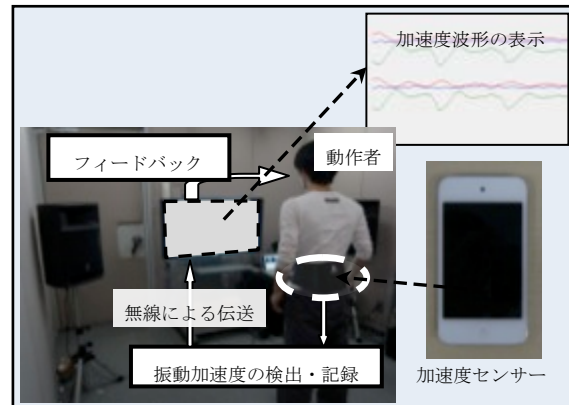 加速度波形の表示
フィードバック
動作者
無線による伝送
振動加速度の検出・記録
加速度センサー